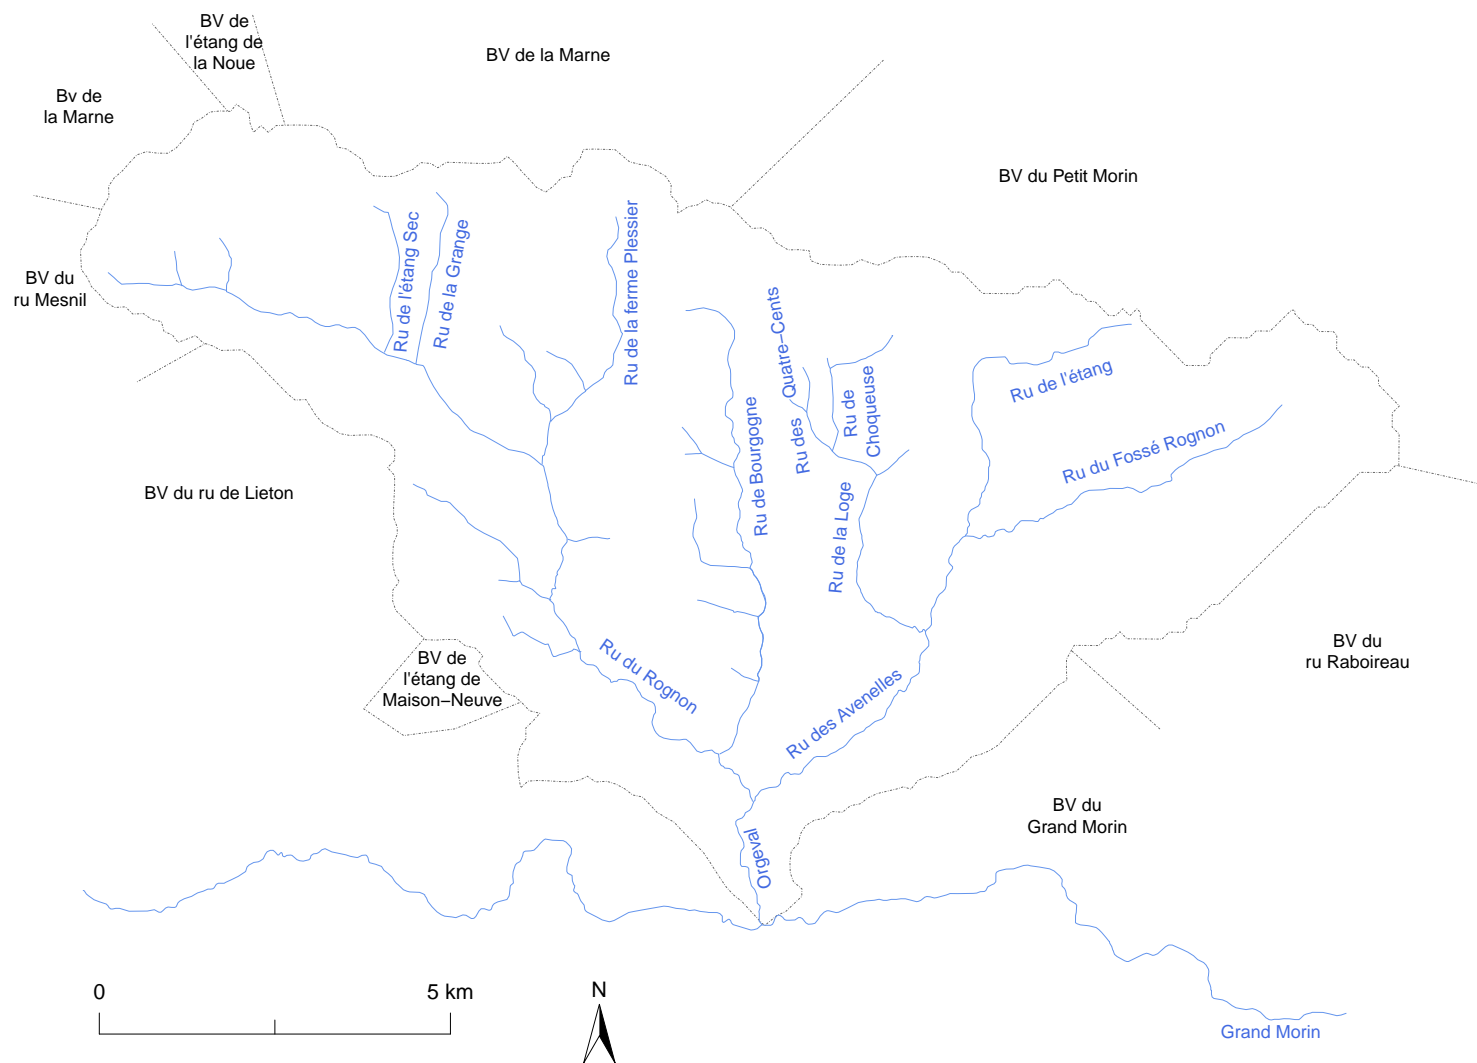 BV de
l'étang de
la Noue
BV de la Marne
Bv de
la Marne
BV du Petit Morin
BV du
ru Mesnil
Ru de l'étang Sec
Ru de la Grange
Ru de la ferme Plessier
Ru des Quatre−Cents
Ru de
Choqueuse
Ru de l'étang
Ru du Fossé Rognon
Ru de Bourgogne
Ru de la Loge
BV du ru de Lieton
BV de
l'étang de
Maison−Neuve
Ru du Rognon
Ru des Avenelles
BV du
ru Raboireau
BV du
Grand Morin
Orgeval
0
5 km
N
Grand Morin